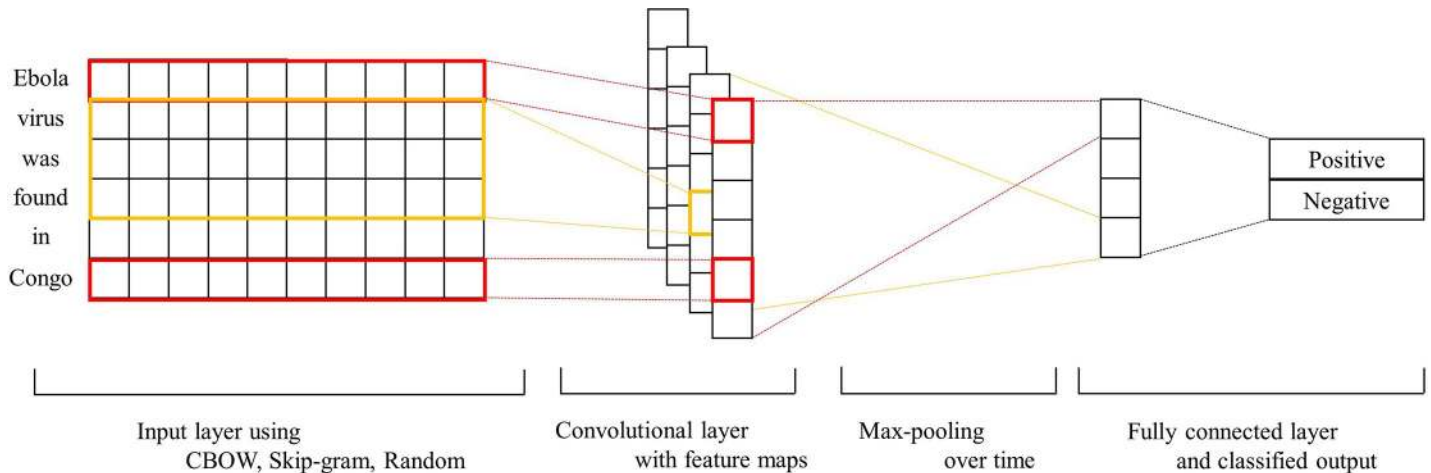 Ebola
virus
was
found
in
Congo
Positive
Negative
Input layer using
CBOW, Skip-gram, Random
Convolutional layer
with feature maps
Max-pooling
over time
Fully connected layer
and classified output